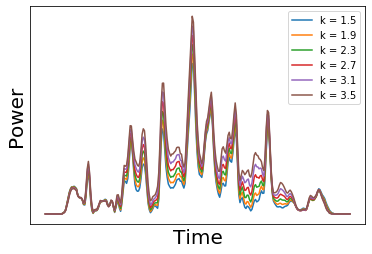 k = 1.5
k = 1.9
k = 2.3
k = 2.7
k = 3.1
k = 3.5
Power
Time